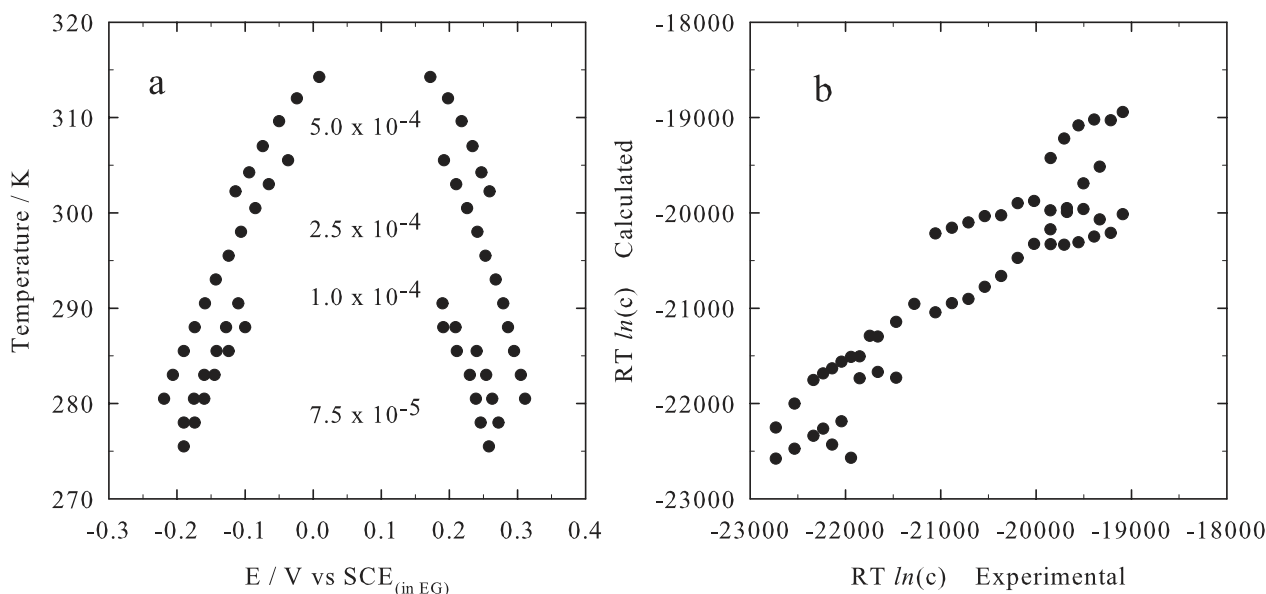 320
310
300
290
280
270
Temperature / K
a
5.0 x 10-4
2.5 x 10-4
1.0 x 10-4
7.5 x 10-5
-0.3 -0.2 -0.1 0.0 0.1 0.2 0.3 0.4
E / V vs SCE(in EG)
-18000
-19000
-20000
-21000
-22000
-23000
RT ln(c) Calculated
b
-23000 -22000 -21000 -20000 -19000 -18000
RT ln(c) Experimental